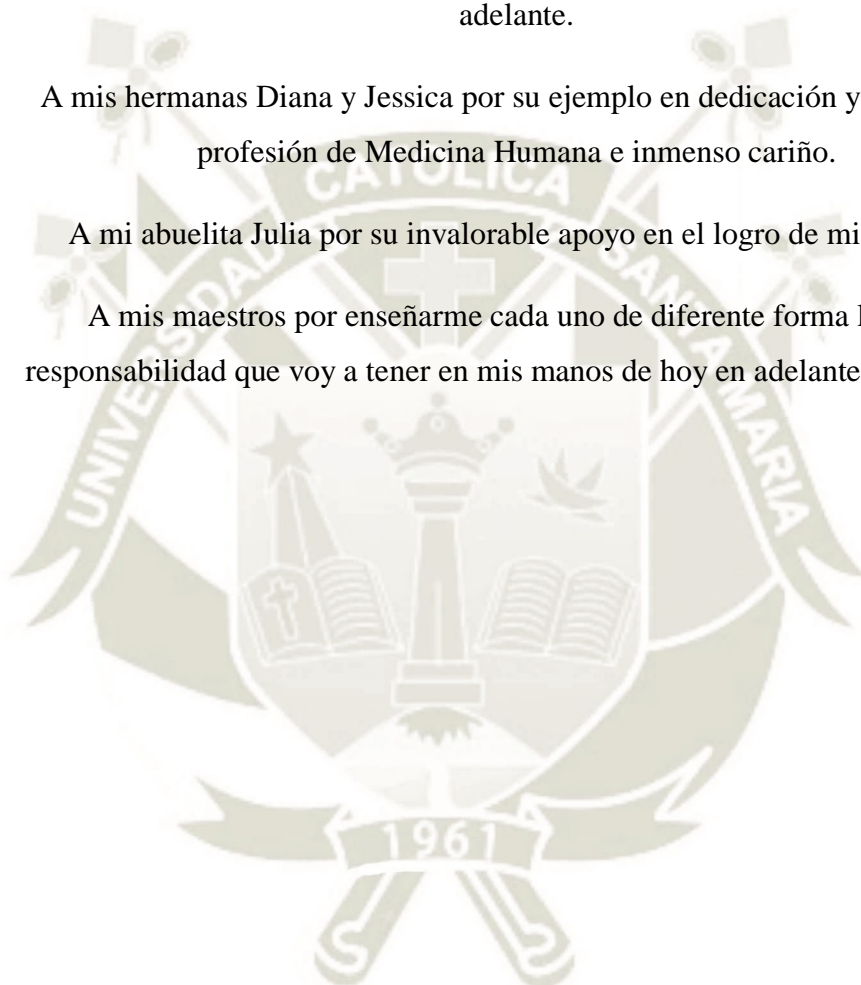 adelante.
A mis hermanas Diana y Jessica por su ejemplo en dedicación y
profesión de Medicina Humana e inmenso cariño.
A mi abuelita Julia por su invalorable apoyo en el logro de mi
A mis maestros por enseñarme cada uno de diferente forma
responsabilidad que voy a tener en mis manos de hoy en adelante
UNIVERSIDAD CATOLICA SANTA MARIA
1961